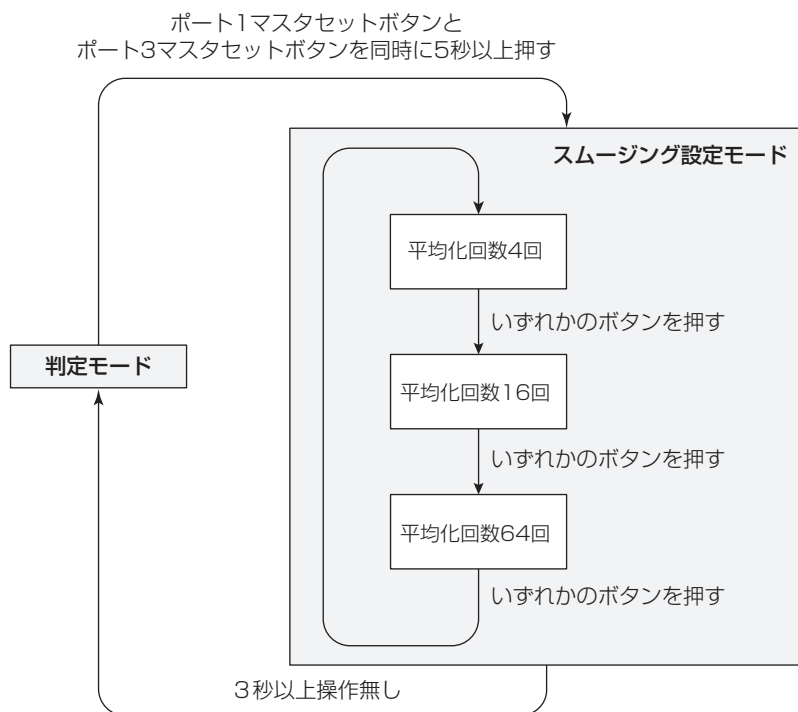 ポート1マスタセットボタンと
ポート3マスタセットボタンを同時に5秒以上押す
スムージング設定モード
平均化回数4回
いずれかのボタンを押す
判定モード
平均化回数16回
いずれかのボタンを押す
平均化回数64回
いずれかのボタンを押す
3秒以上操作無し